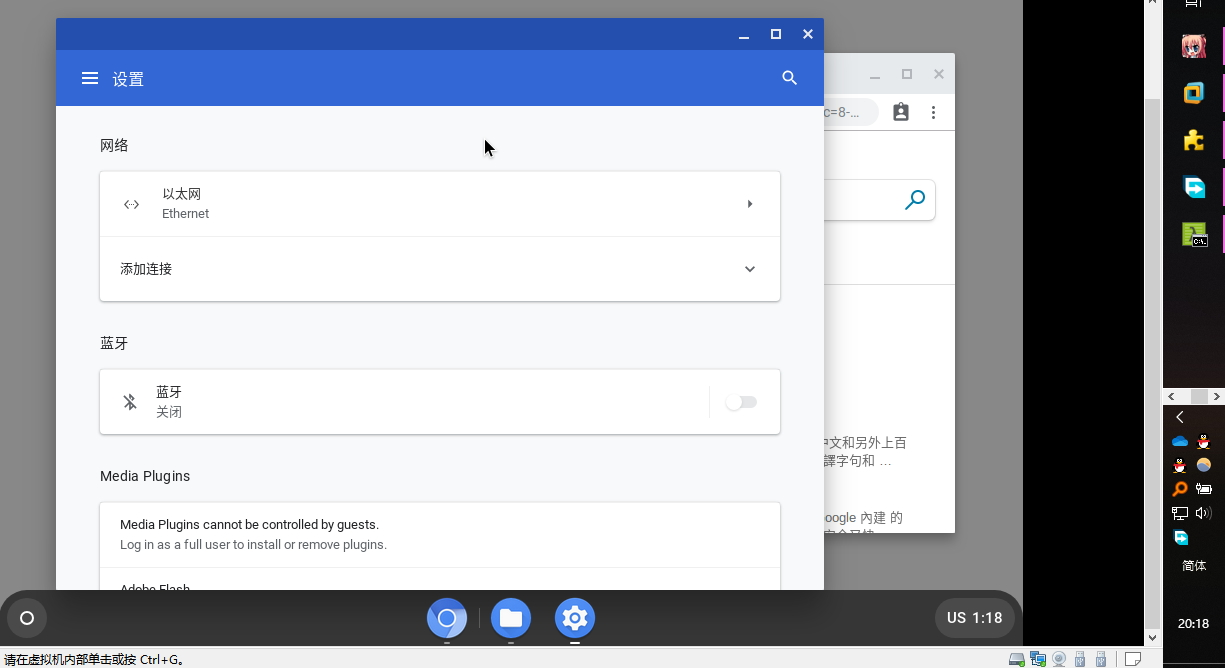 设置
c=8-...
网络
以太网
Ethernet
添加连接
蓝牙
蓝牙
关闭
中文和另外上百
譯字句和 ...
Media Plugins
Media Plugins cannot be controlled by guests.
Log in as a full user to install or remove plugins.
oogle 內建 的
Adobe Flash
US 1:18
C:\.
简体
20:18
请在虚拟机内部单击或按 Ctrl+G。